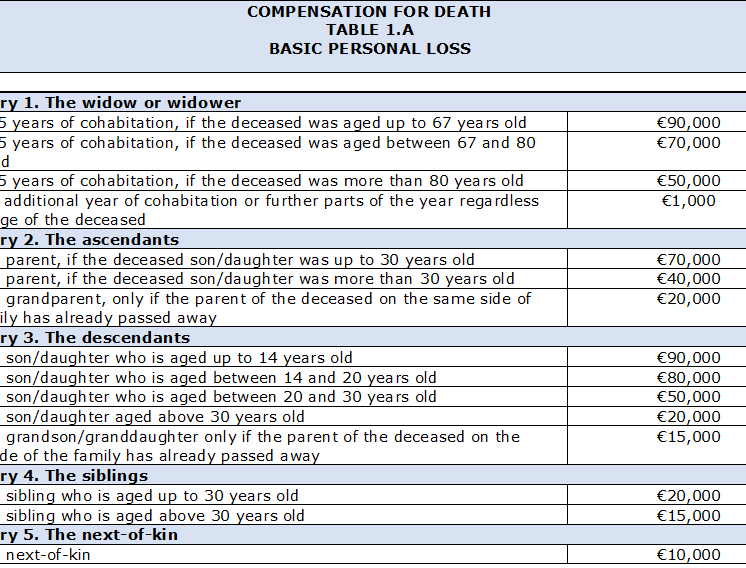 COMPENSATION FOR DEATH
TABLE 1.A
BASIC PERSONAL LOSS
ry 1. The widow or widower
5 years of cohabitation, if the deceased was aged up to 67 years old €90,000
5 years of cohabitation, if the deceased was aged between 67 and 80 €70,000
d
5 years of cohabitation, if the deceased was more than 80 years old €50,000
additional year of cohabitation or further parts of the year regardless €1,000
ge of the deceased
ry 2. The ascendants
parent, if the deceased son/daughter was up to 30 years old €70,000
parent, if the deceased son/daughter was more than 30 years old €40,000
grandparent, only if the parent of the deceased on the same side of €20,000
ily has already passed away
ry 3. The descendants
son/daughter who is aged up to 14 years old €90,000
son/daughter who is aged between 14 and 20 years old €80,000
son/daughter who is aged between 20 and 30 years old €50,000
son/daughter aged above 30 years old €20,000
grandson/granddaughter only if the parent of the deceased on the €15,000
de of the family has already passed away
ry 4. The siblings
sibling who is aged up to 30 years old €20,000
sibling who is aged above 30 years old €15,000
ry 5. The next-of-kin
next-of-kin €10,000